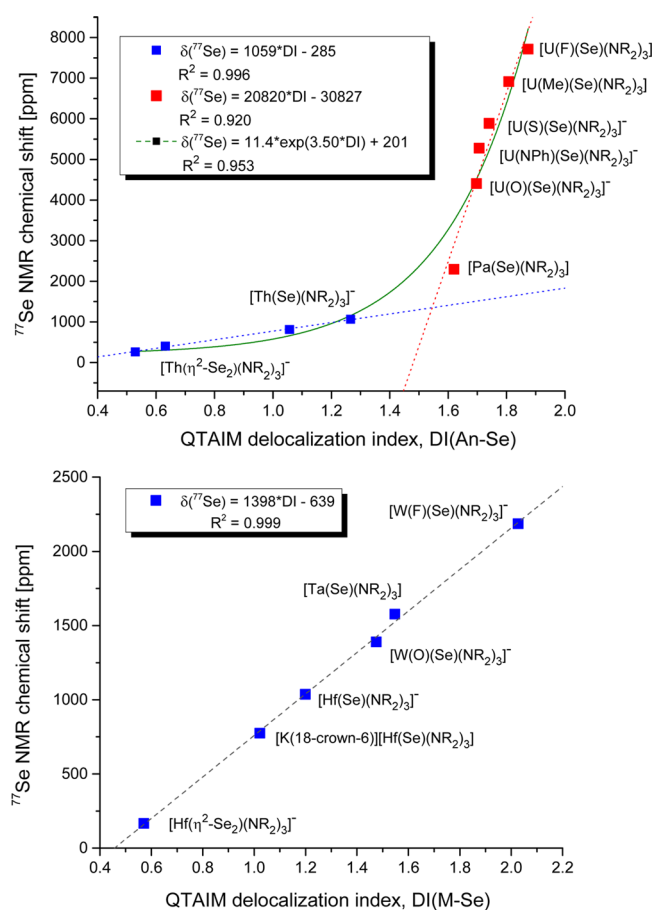 δ(⁷⁷Se) = 1059*DI - 285
R² = 0.996
δ(⁷⁷Se) = 20820*DI - 30827
R² = 0.920
δ(⁷⁷Se) = 11.4*exp(3.50*DI) + 201
R² = 0.953
[U(F)(Se)(NR₂)₃]
[U(Me)(Se)(NR₂)₃]
[U(S)(Se)(NR₂)₃]⁻
[U(NPh)(Se)(NR₂)₃]⁻
[U(O)(Se)(NR₂)₃]⁻
[Pa(Se)(NR₂)₃]
[Th(Se)(NR₂)₃]⁻
[Th(η²-Se₂)(NR₂)₃]⁻
8000
7000
6000
5000
4000
3000
2000
1000
0
⁷⁷Se NMR chemical shift [ppm]
0.4 0.6 0.8 1.0 1.2 1.4 1.6 1.8 2.0
QTAIM delocalization index, DI(An-Se)
δ(⁷⁷Se) = 1398*DI - 639
R² = 0.999
[W(F)(Se)(NR₂)₃]⁻
[Ta(Se)(NR₂)₃]
[W(O)(Se)(NR₂)₃]⁻
[Hf(Se)(NR₂)₃]⁻
[K(18-crown-6)][Hf(Se)(NR₂)₃]
[Hf(η²-Se₂)(NR₂)₃]⁻
2500
2000
1500
1000
500
0
⁷⁷Se NMR chemical shift [ppm]
0.4 0.6 0.8 1.0 1.2 1.4 1.6 1.8 2.0 2.2
QTAIM delocalization index, DI(M-Se)